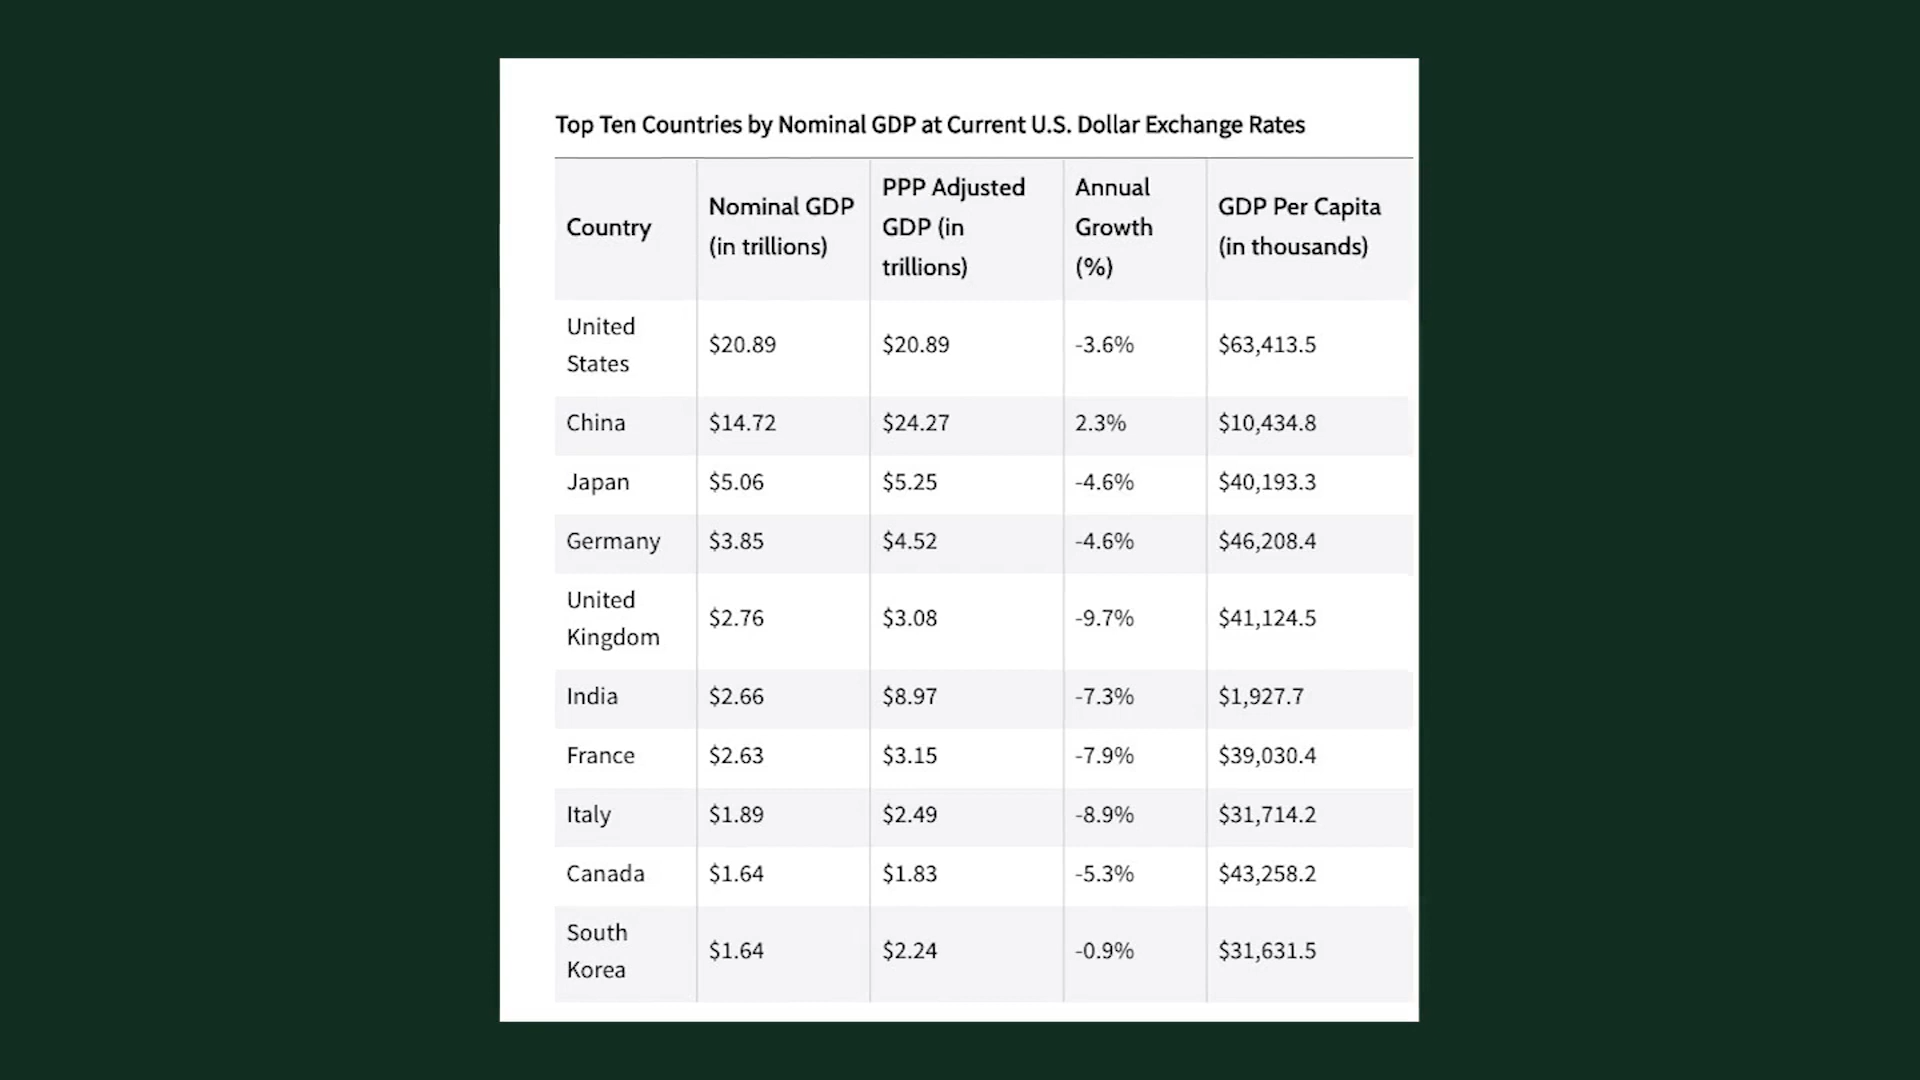 Top Ten Countries by Nominal GDP at Current U.S. Dollar Exchange Rates
Country
Nominal GDP
(in trillions)
PPP Adjusted
GDP (in
trillions)
Annual
Growth
(%)
GDP Per Capita
(in thousands)
United
States
$20.89
$20.89
-3.6%
$63,413.5
China
$14.72
$24.27
2.3%
$10,434.8
Japan
$5.06
$5.25
-4.6%
$40,193.3
Germany
$3.85
$4.52
-4.6%
$46,208.4
United
Kingdom
$2.76
$3.08
-9.7%
$41,124.5
India
$2.66
$8.97
-7.3%
$1,927.7
France
$2.63
$3.15
-7.9%
$39,030.4
Italy
$1.89
$2.49
-8.9%
$31,714.2
Canada
$1.64
$1.83
-5.3%
$43,258.2
South
Korea
$1.64
$2.24
-0.9%
$31,631.5